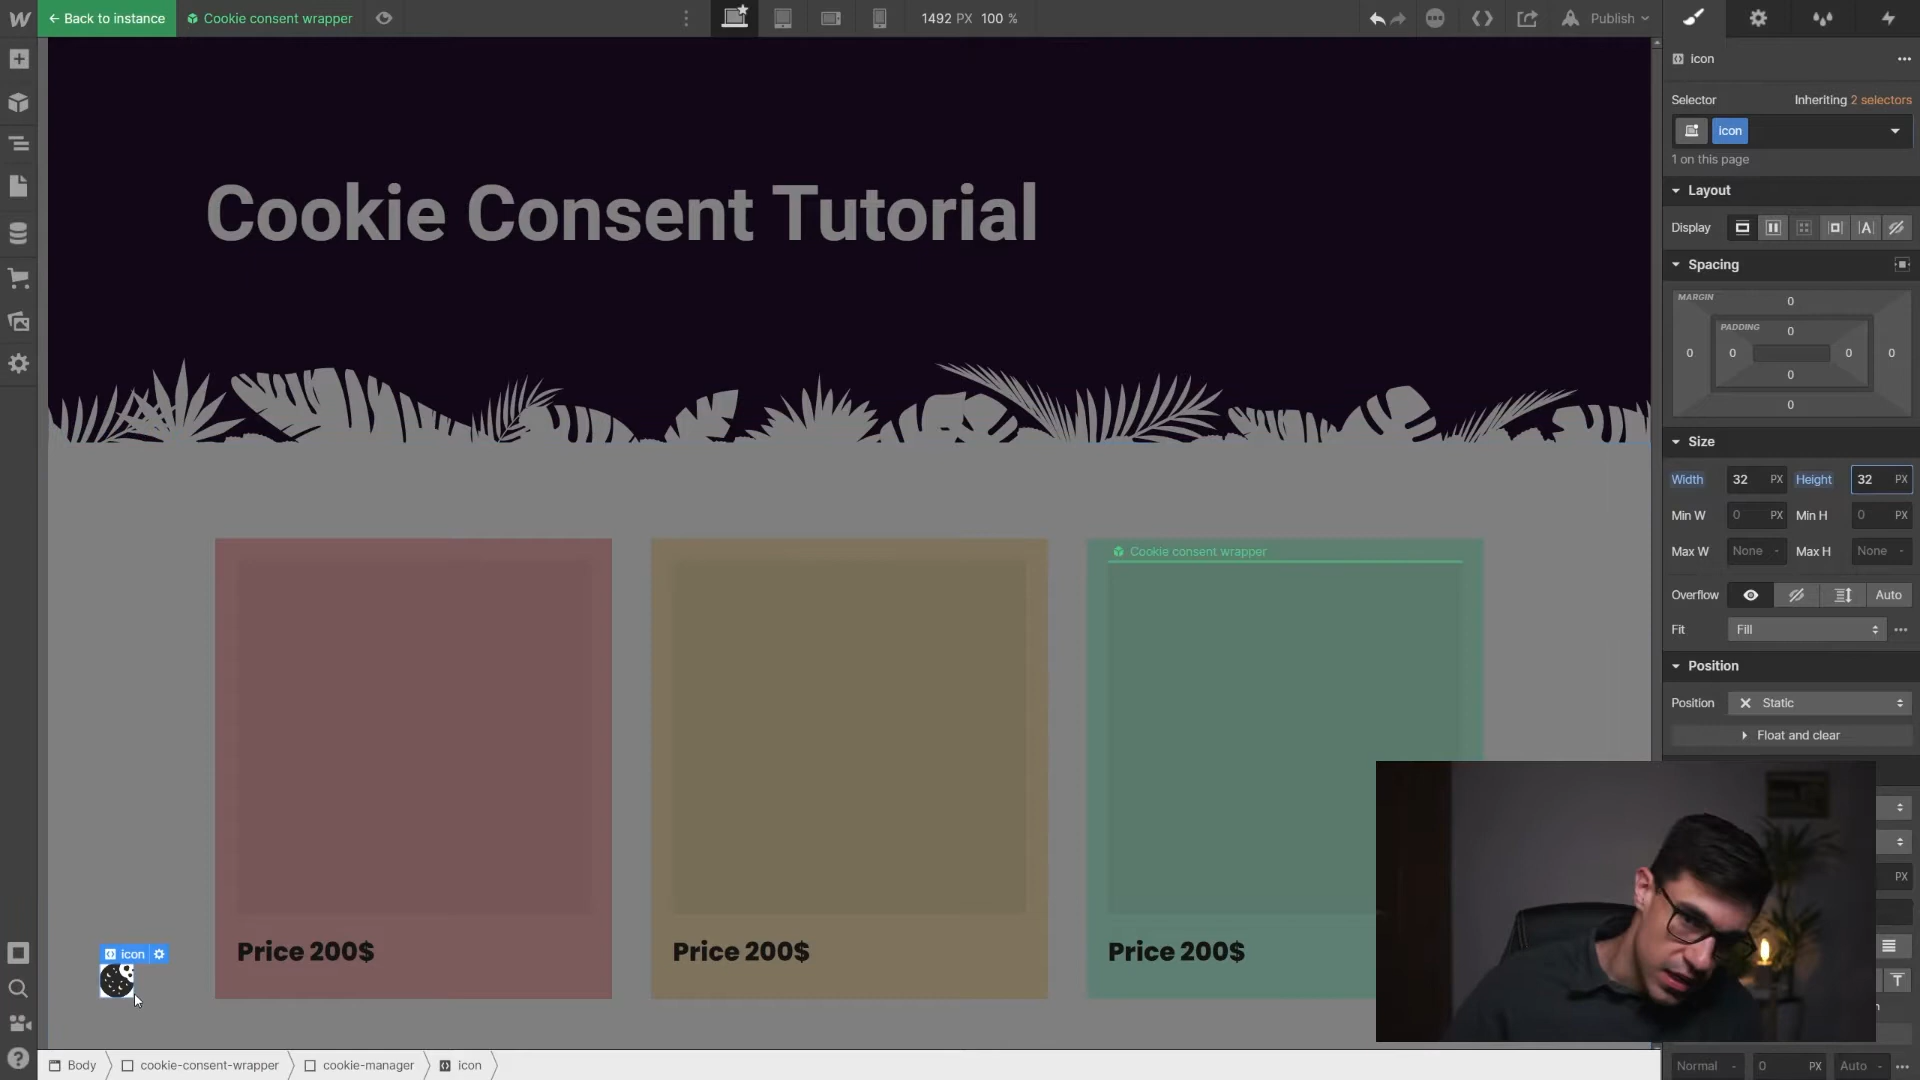 Back to instance
Cookie consent wrapper
1492 PX 100 %
Publish
icon
Selector
Inheriting 2 selectors
icon
1 on this page
Layout
Display
Spacing
MARGIN
0
PADDING
0
0 0 0 0
0
0
Size
Width 32 PX Height 32 PX
Min W 0 PX Min H 0 PX
Max W None - Max H None -
Overflow Auto
Fit Fill
Position
Position Static
Float and clear
PX
Normal - 0 PX Auto -
Cookie Consent Tutorial
Cookie consent wrapper
Price 200$
Price 200$
Price 200$
icon
Body cookie-consent-wrapper cookie-manager icon